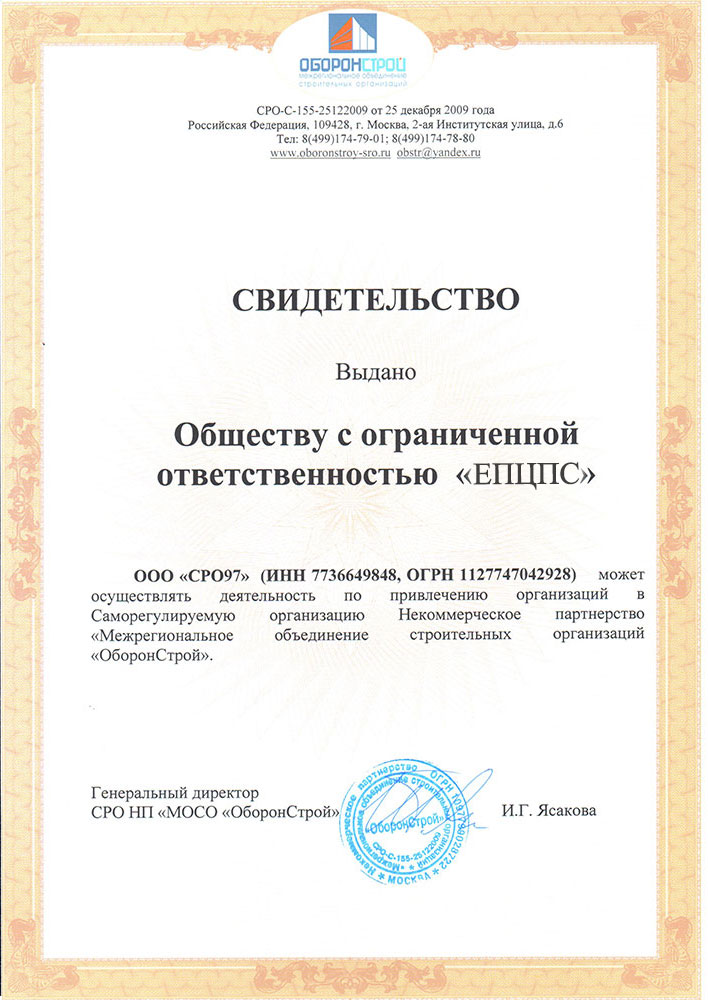 ОБОРОНСТРОЙ
межрегиональное объединение
строительных организаций
СРО-С-155-25122009 от 25 декабря 2009 года
Российская Федерация, 109428, г. Москва, 2-ая Институтская улица, д.6
Тел: 8(499)174-79-01; 8(499)174-78-80
www.oboronstroy-sro.ru obstr@yandex.ru
СВИДЕТЕЛЬСТВО
Выдано
Обществу с ограниченной
ответственностью «ЕПЦПС»
ООО «СРО97» (ИНН 7736649848, ОГРН 1127747042928) может
осуществлять деятельность по привлечению организаций в
Саморегулируемую организацию Некоммерческое партнерство
«Межрегиональное объединение строительных организаций
«ОборонСтрой».
Генеральный директор
СРО НП «МОСО «ОборонСтрой»
И.Г. Ясакова
Некоммерческое партнерство
«Межрегиональное объединение строительных организаций
«ОборонСтрой»
СРО-С-155-25122009
* МОСКВА *